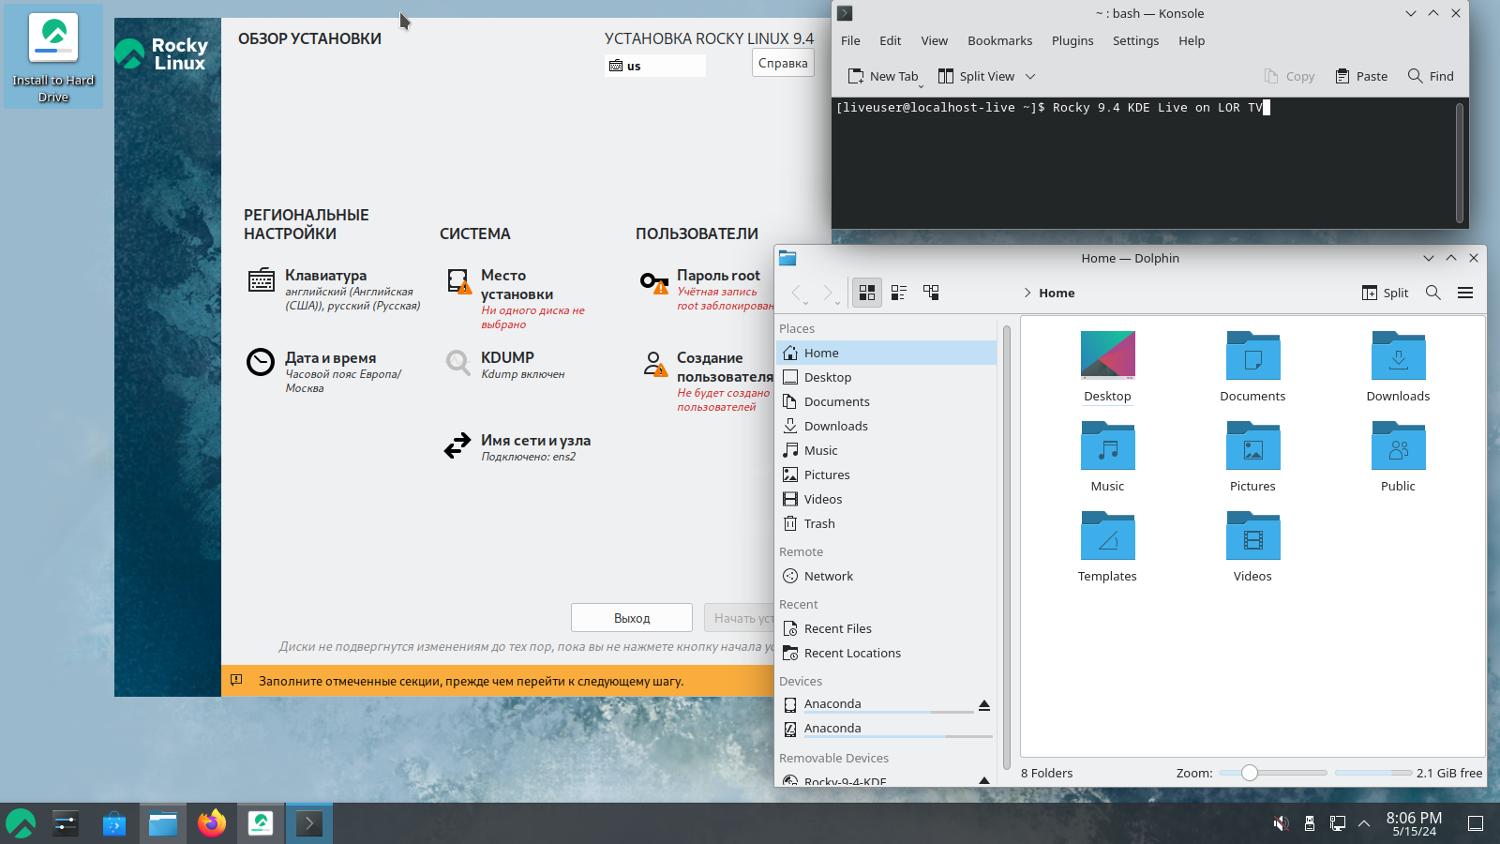 Install to Hard
Drive
Rocky
Linux
ОБЗОР УСТАНОВКИ
УСТАНОВКА ROCKY LINUX 9.4
us
Справка
РЕГИОНАЛЬНЫЕ
НАСТРОЙКИ
Клавиатура
английский (Английская
(США)), русский (Русская)
Дата и время
Часовой пояс Европа/
Москва
СИСТЕМА
Место
установки
Ни одного диска не
выбрано
KDUMP
Kdump включен
Имя сети и узла
Подключено: ens2
ПОЛЬЗОВАТЕЛИ
Пароль root
Учётная запись
root заблокирован
Создание
пользователя
Не будет создано
пользователей
Выход
Начать уст
Диски не подвергнутся изменениям до тех пор, пока вы не нажмете кнопку начала ус
Заполните отмеченные секции, прежде чем перейти к следующему шагу.
~ : bash — Konsole
File Edit View Bookmarks Plugins Settings Help
New Tab Split View Copy Paste Find
[liveuser@localhost-live ~]$ Rocky 9.4 KDE Live on LOR TV
Home — Dolphin
Home
Split
Places
Home
Desktop
Documents
Downloads
Music
Pictures
Videos
Trash
Remote
Network
Recent
Recent Files
Recent Locations
Devices
Anaconda
Anaconda
Removable Devices
Rocky-9-4-KDE
Desktop Documents Downloads
Music Pictures Public
Templates Videos
8 Folders
Zoom:
2.1 GiB free
8:06 PM
5/15/24